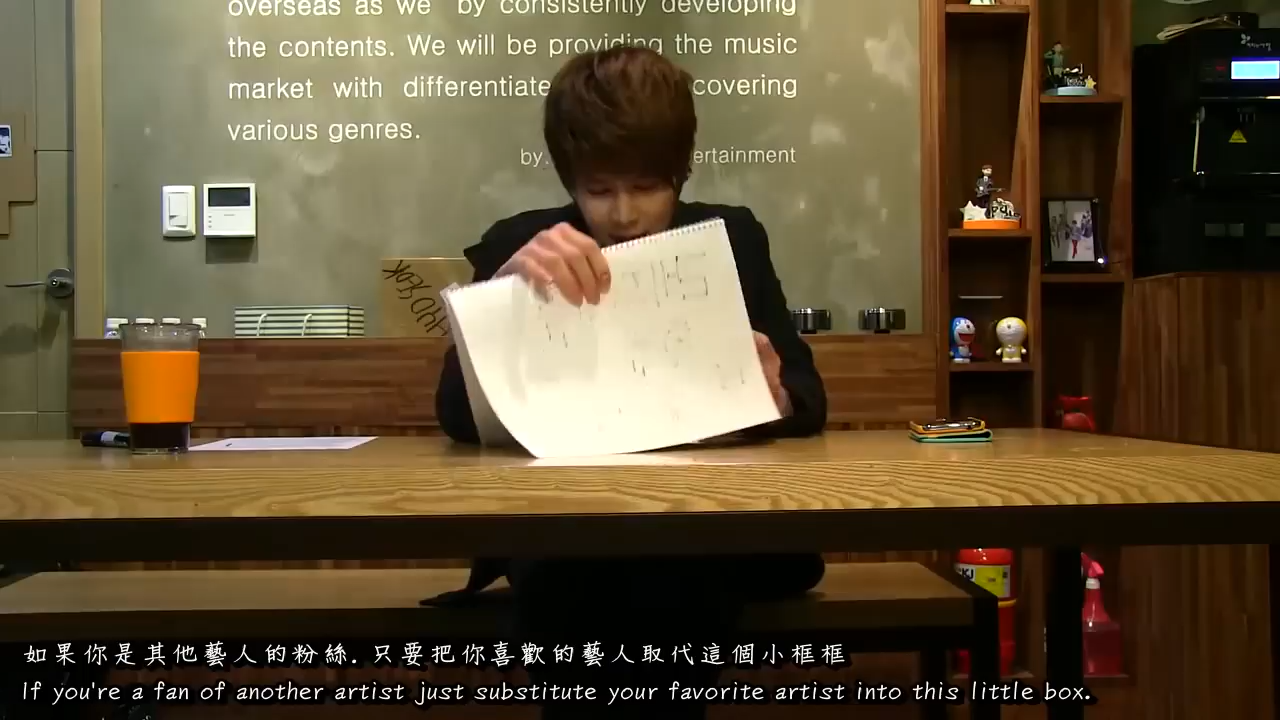 overseas as we by consistently developing
the contents. We will be providing the music
market with differentiate covering
various genres.
by. ertainment
KJ
如果你是其他藝人的粉絲. 只要把你喜歡的藝人取代這個小框框
If you're a fan of another artist just substitute your favorite artist into this little box.